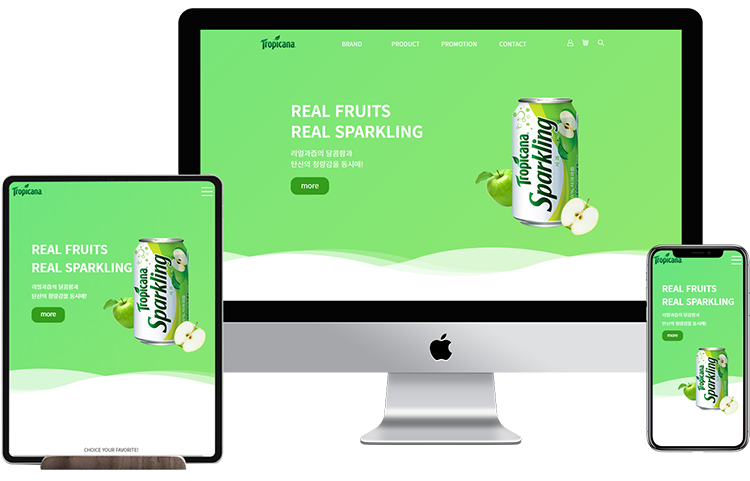 Tropicana
BRAND
PRODUCT
PROMOTION
CONTACT
REAL FRUITS
REAL SPARKLING
리얼과즙의 달콤함과
탄산의 청량감을 동시에!
more
Tropicana
Sparkling
Tropicana
REAL FRUITS
REAL SPARKLING
리얼과즙의 달콤함과
탄산의 청량감을 동시에!
more
Tropicana
Sparkling
CHOICE YOUR FAVORITE!
Tropicana
REAL FRUITS
REAL SPARKLING
리얼과즙의 달콤함과
탄산의 청량감을 동시에!
more
Tropicana
Sparkling